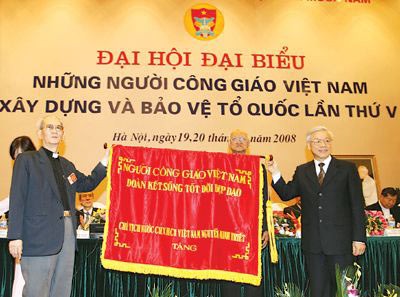 NAM
ĐẠI HỘI ĐẠI BIỂU
NHỮNG NGƯỜI CÔNG GIÁO VIỆT NAM
XÂY DỰNG VÀ BẢO VỆ TỔ QUỐC LẦN THỨ V
Hà Nội, ngày 19.20 2008
NGƯỜI CÔNG GIÁO VIỆT NAM
ĐOÀN KẾT SỐNG TỐT ĐỜI ĐẸP ĐẠO
CHỦ TỊCH NƯỚC CHXHCN VIỆT NAM NGUYỄN MINH TRIẾT
TẶNG